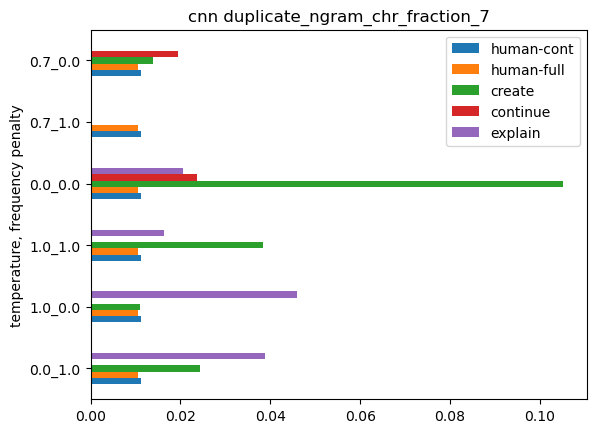 cnn duplicate_ngram_chr_fraction_7
human-cont
human-full
create
continue
explain
temperature, frequency penalty
0.7_0.0
0.7_1.0
0.0_0.0
1.0_1.0
1.0_0.0
0.0_1.0
0.00 0.02 0.04 0.06 0.08 0.10